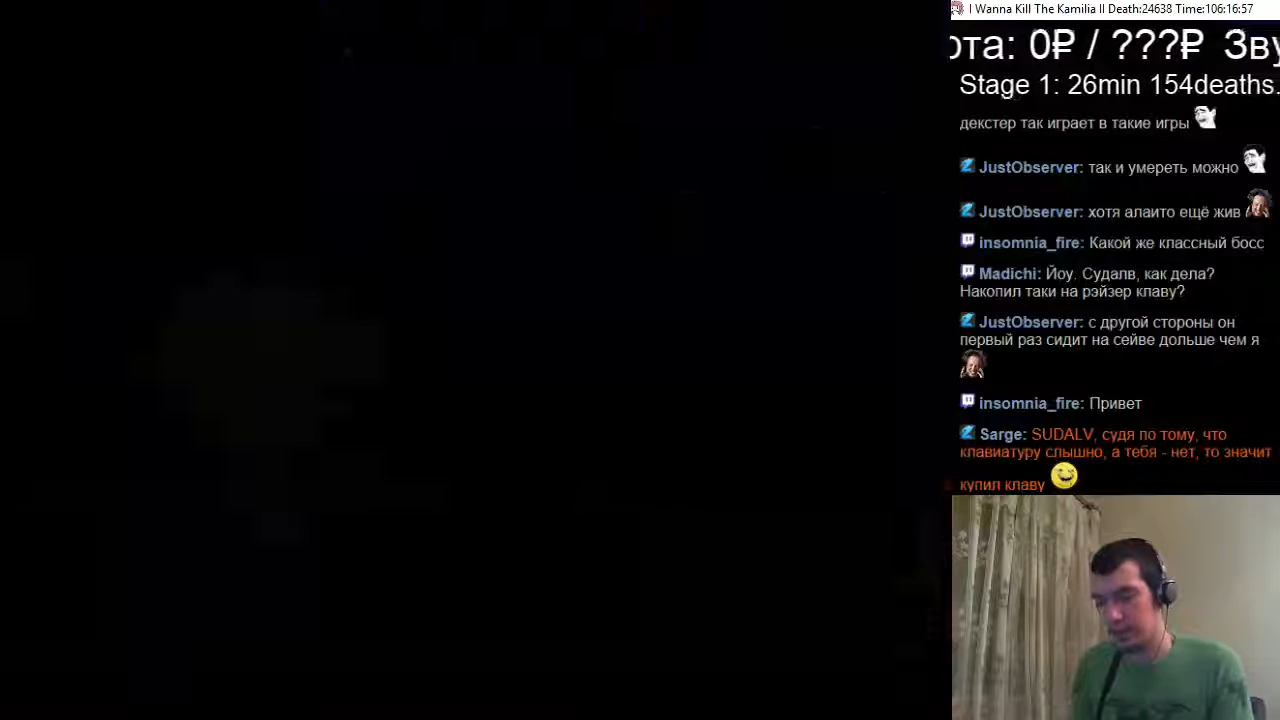 I Wanna Kill The Kamilia II Death:24638 Time:106:16:57
ота: 0₽ / ???₽ Зву
Stage 1: 26min 154deaths.
декстер так играет в такие игры
JustObserver: так и умереть можно
JustObserver: хотя алаито ещё жив
insomnia_fire: Какой же классный босс
Madichi: Йоу. Судалв, как дела?
Накопил таки на рэйзер клаву?
JustObserver: с другой стороны он
первый раз сидит на сейве дольше чем я
insomnia_fire: Привет
Sarge: SUDALV, судя по тому, что
клавиатуру слышно, а тебя - нет, то значит
купил клаву